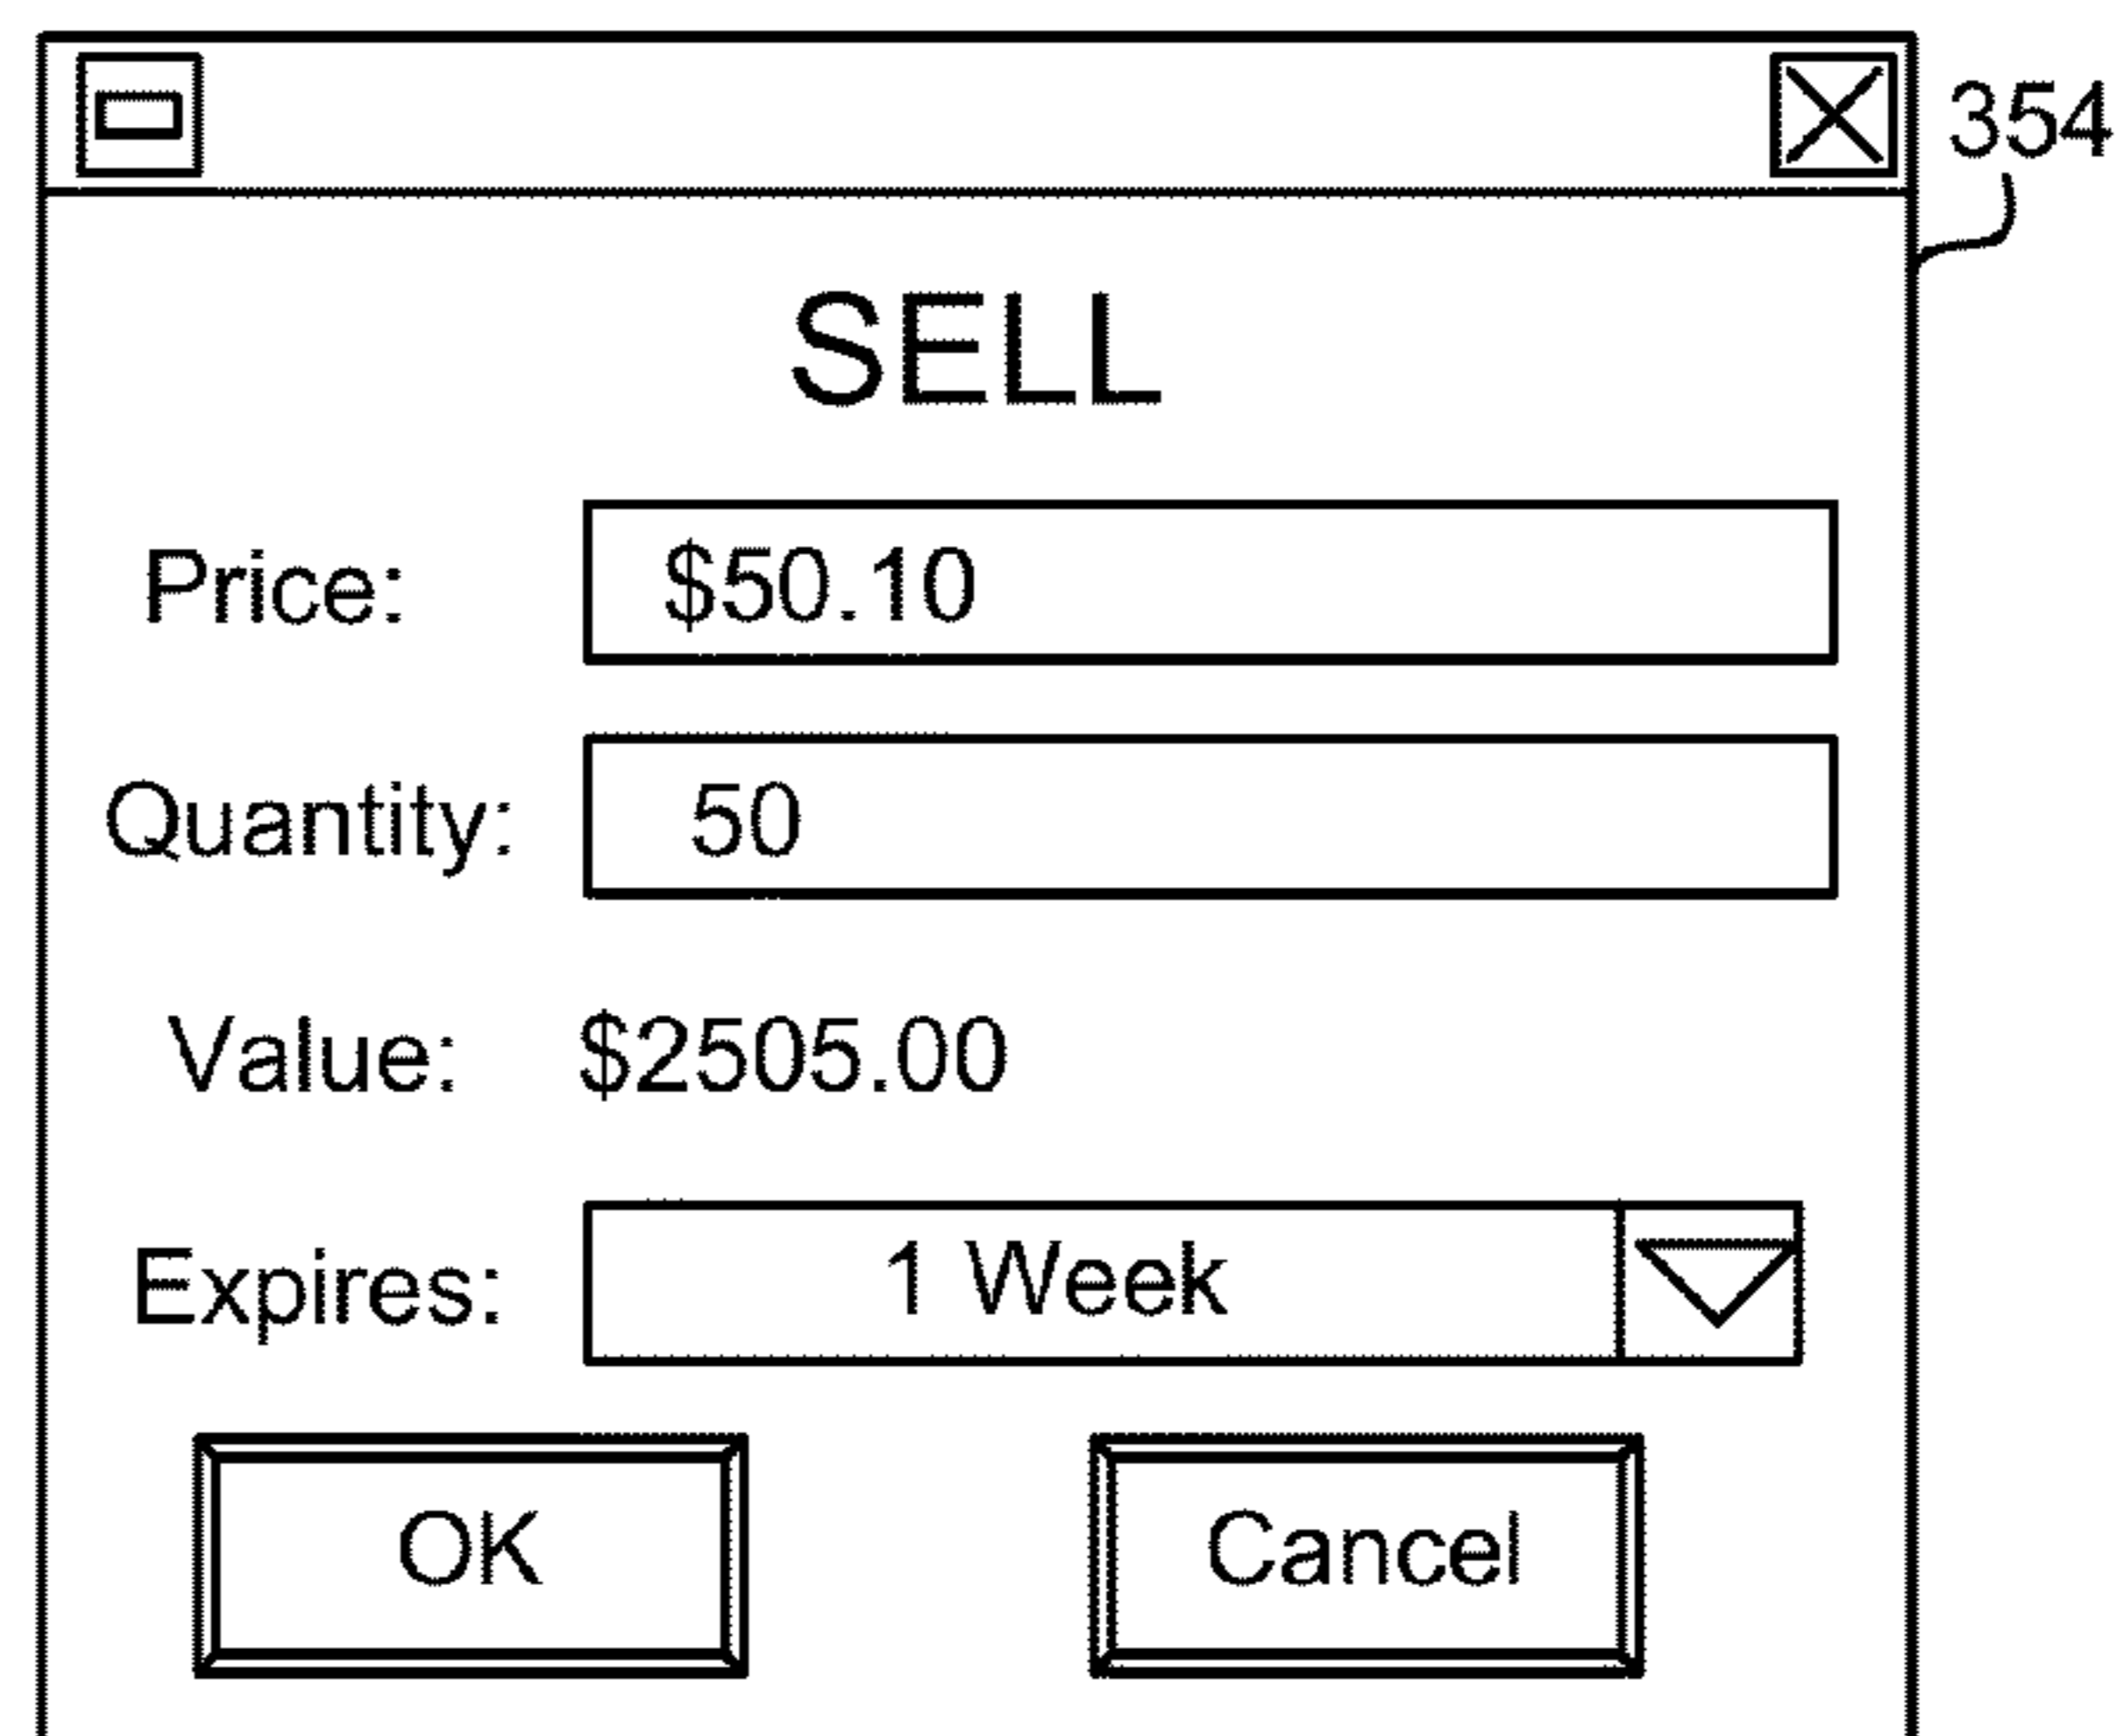 354
SELL
Price: $50.10
Quantity: 50
Value: $2505.00
Expires: 1 Week
OK Cancel